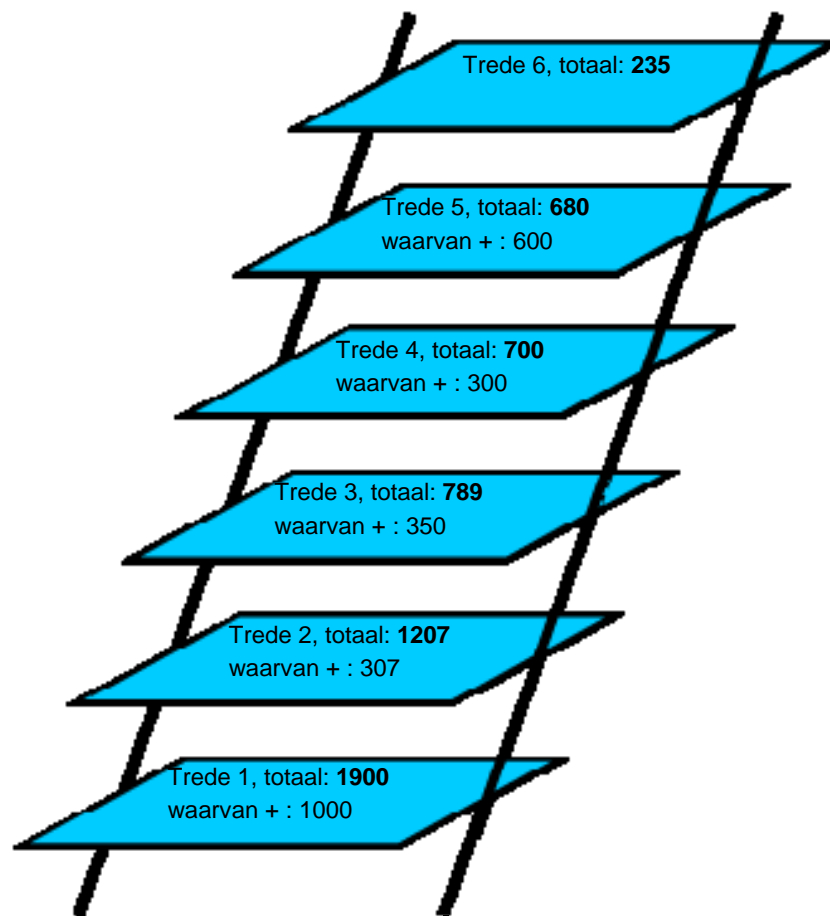 Trede 6, totaal: 235
Trede 5, totaal: 680
waarvan + : 600
Trede 4, totaal: 700
waarvan + : 300
Trede 3, totaal: 789
waarvan + : 350
Trede 2, totaal: 1207
waarvan + : 307
Trede 1, totaal: 1900
waarvan + : 1000